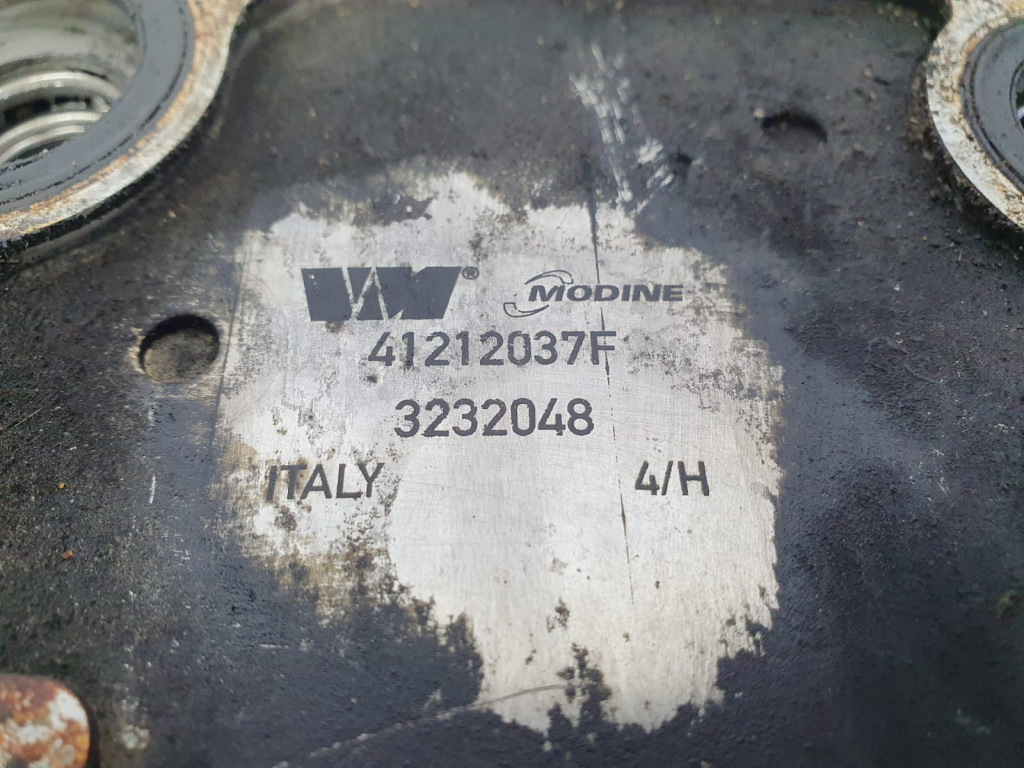 VM® MODINE
41212037F
3232048
ITALY 4/H